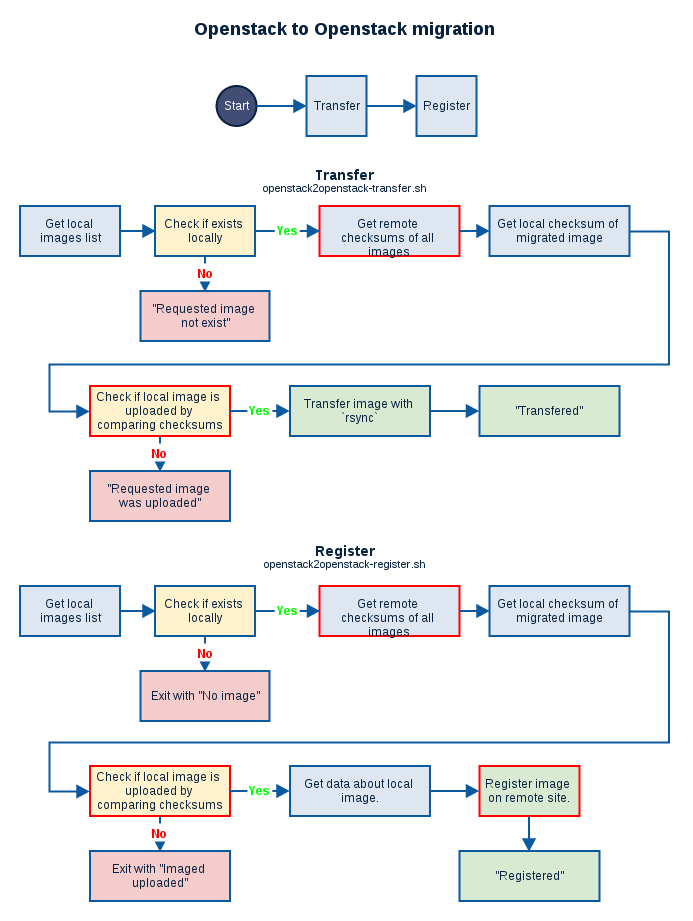 Openstack to Openstack migration
Start
Transfer
Register
Transfer
openstack2openstack-transfer.sh
Get local
images list
Check if exists
locally
Yes
Get remote
checksums of all
images
Get local checksum of
migrated image
No
"Requested image
not exist"
Check if local image is
uploaded by
comparing checksums
Yes
Transfer image with
`rsync`
"Transfered"
No
"Requested image
was uploaded"
Register
openstack2openstack-register.sh
Get local
images list
Check if exists
locally
Yes
Get remote
checksums of all
images
Get local checksum of
migrated image
No
Exit with "No image"
Check if local image is
uploaded by
comparing checksums
Yes
Get data about local
image.
Register image
on remote site.
No
Exit with "Imaged
uploaded"
"Registered"